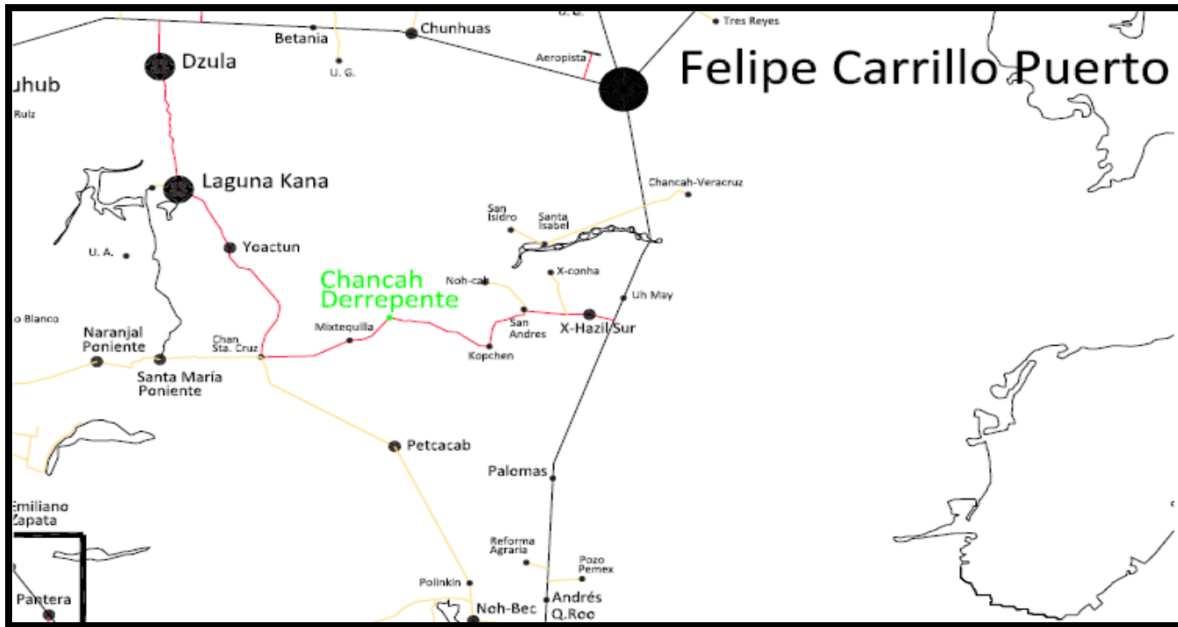 U. G.
Tres Reyes
Betania
Chunhuas
Aeropista
Dzula
U. G.
Felipe Carrillo Puerto
uhub
Ruiz
Laguna Kana
Chancah-Veracruz
San
Isidro
Santa
Isabel
Yoactun
U. A.
X-conha
Noh-cah
Chancah
Derrepente
Uh May
o Blanco
Mixtequilla
San
Andres
X-Hazil Sur
Naranjal
Poniente
Chan
Sta. Cruz
Kopchen
Santa María
Poniente
Petcacab
Palomas
Emiliano
Zapata
Reforma
Agraria
Pozo
Pemex
Polinkin
Pantera
Noh-Bec
Andrés
Q.Roo